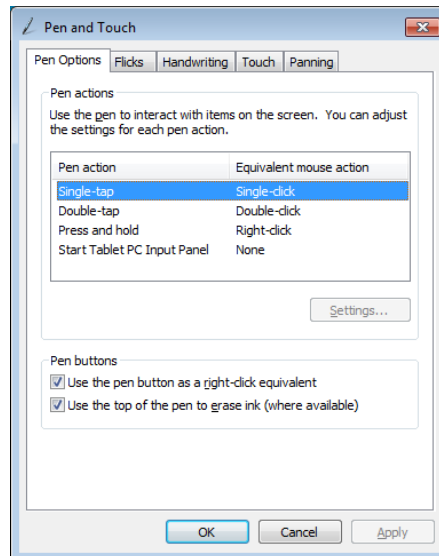 Pen and Touch
Pen Options Flicks Handwriting Touch Panning
Pen actions
Use the pen to interact with items on the screen. You can adjust
the settings for each pen action.
Pen action Equivalent mouse action
Single-tap Single-click
Double-tap Double-click
Press and hold Right-click
Start Tablet PC Input Panel None
Settings...
Pen buttons
Use the pen button as a right-click equivalent
Use the top of the pen to erase ink (where available)
OK Cancel Apply